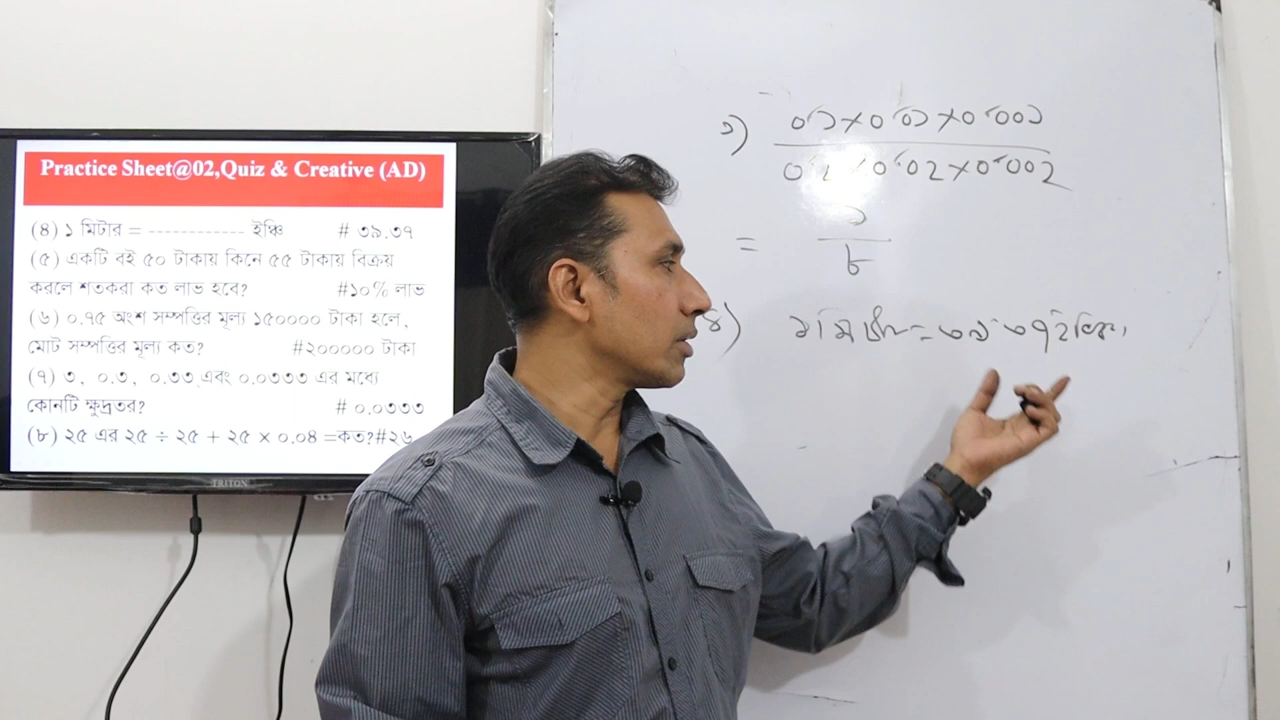 Practice Sheet@02,Quiz & Creative (AD)
(৪) ১ মিটার = ------------ ইঞ্চি # ৩৯.৩৭
(৫) একটি বই ৫০ টাকায় কিনে ৫৫ টাকায় বিক্রয়
করলে শতকরা কত লাভ হবে? #১০% লাভ
(৬) ০.৭৫ অংশ সম্পত্তির মূল্য ১৫০০০০ টাকা হলে,
মোট সম্পত্তির মূল্য কত? #২০০০০০ টাকা
(৭) ৩, ০.৩, ০.৩৩ এবং ০.০৩৩৩ এর মধ্যে
কোনটি ক্ষুদ্রতর? # ০.০৩৩৩
(৮) ২৫ এর ২৫ ÷ ২৫ + ২৫ × ০.০৪ =কত?#২৬
TRITON
৩) ০.১×০.০১×০.০০১
০.২×০.০২×০.০০২
= ১
৮
৪) ১ মিটার = ৩৯.৩৭ ইঞ্চি।